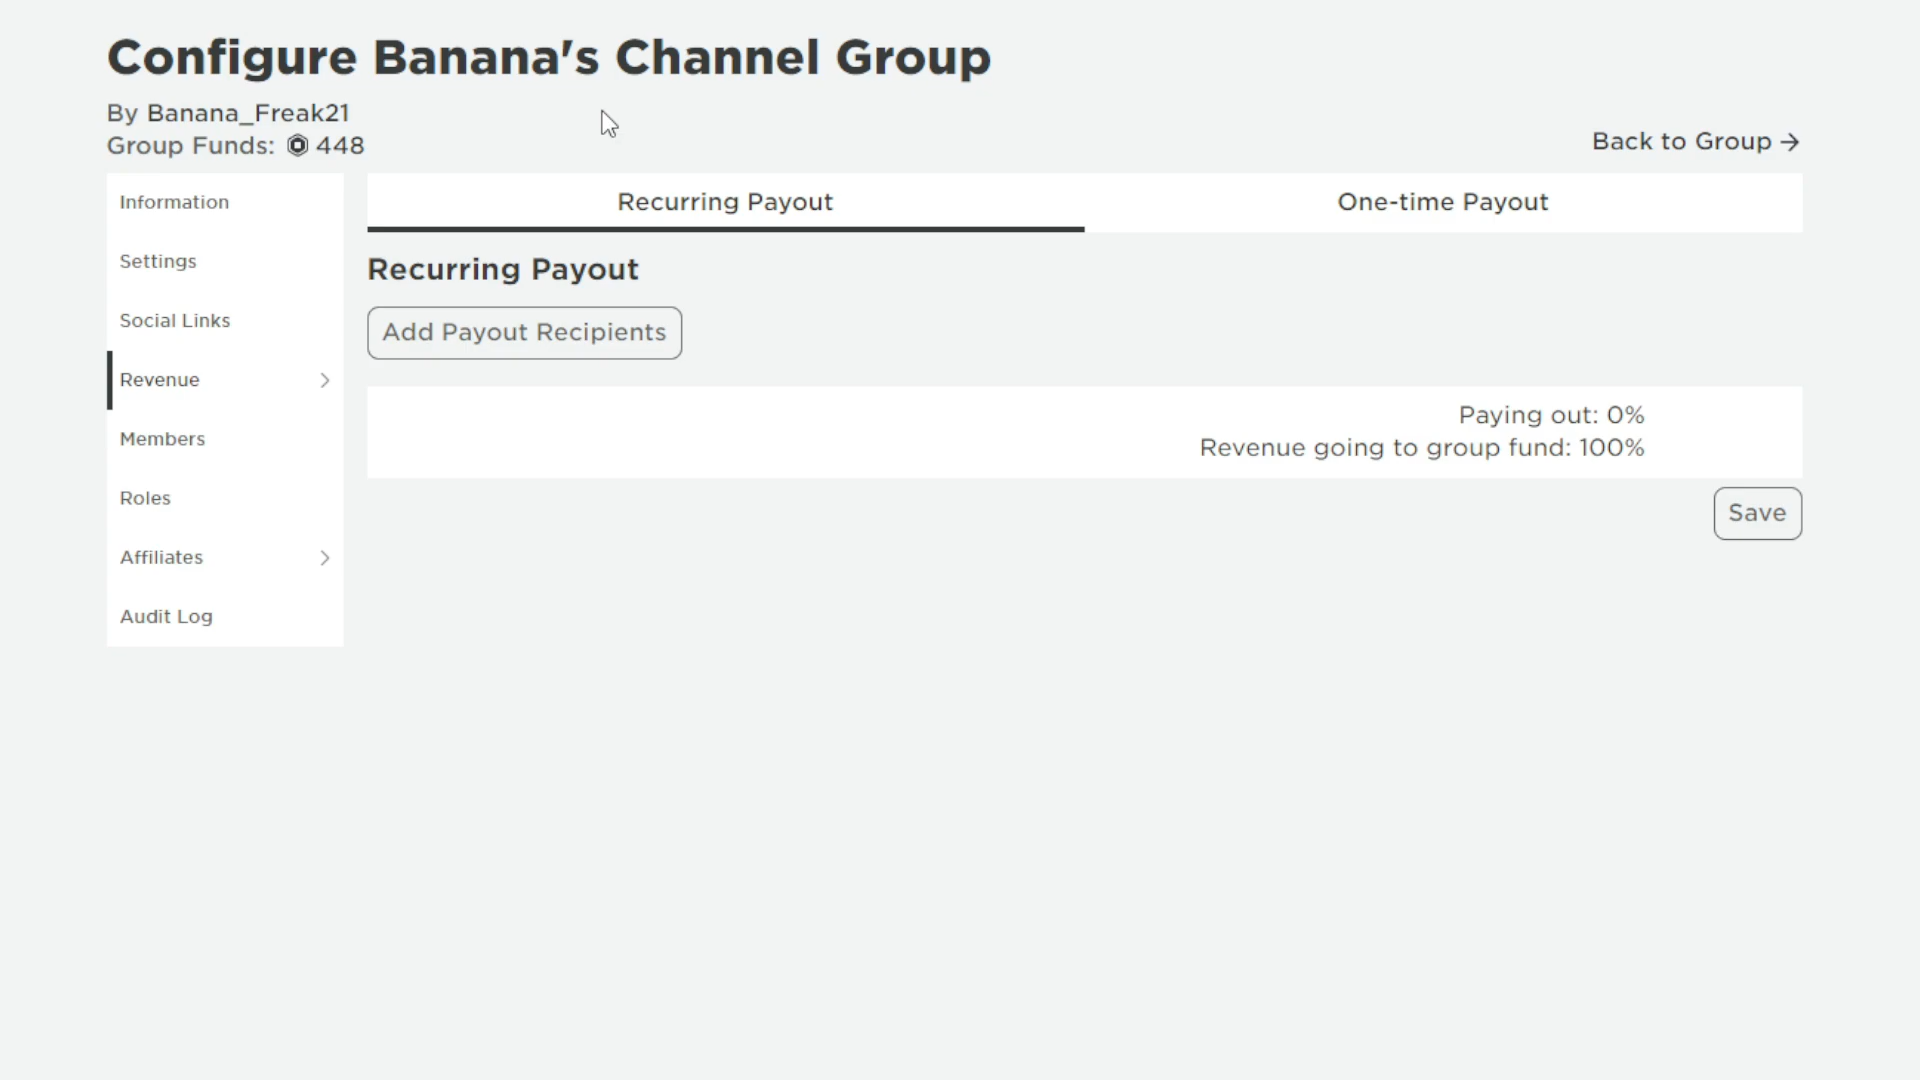 Configure Banana's Channel Group
By Banana_Freak21
Group Funds: 448
Back to Group →
Information
Settings
Social Links
Revenue
Members
Roles
Affiliates
Audit Log
Recurring Payout
One-time Payout
Recurring Payout
Add Payout Recipients
Paying out: 0%
Revenue going to group fund: 100%
Save